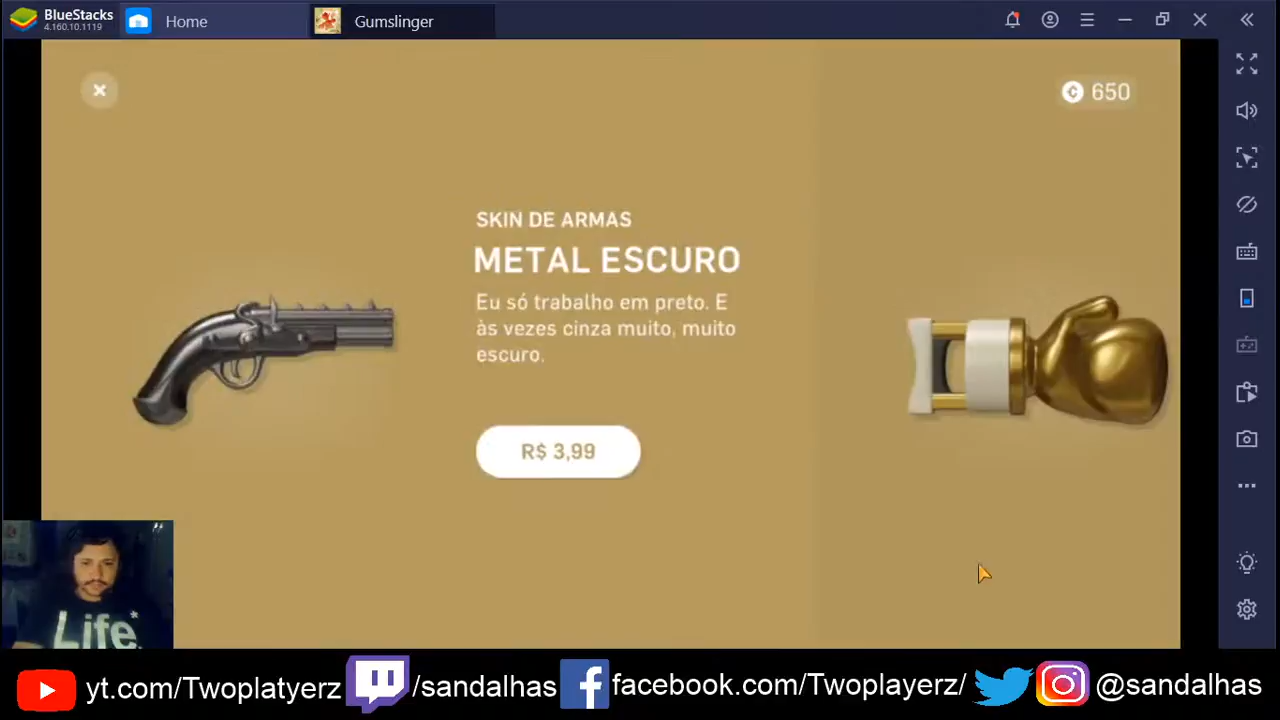 BlueStacks
4.160.10.1119
Home
Gumslinger
650
SKIN DE ARMAS
METAL ESCURO
Eu só trabalho em preto. E
às vezes cinza muito, muito
escuro.
R$ 3,99
Life.*
yt.com/Twoplatyerz
/sandalhas
facebook.com/Twoplayerz/
@sandalhas